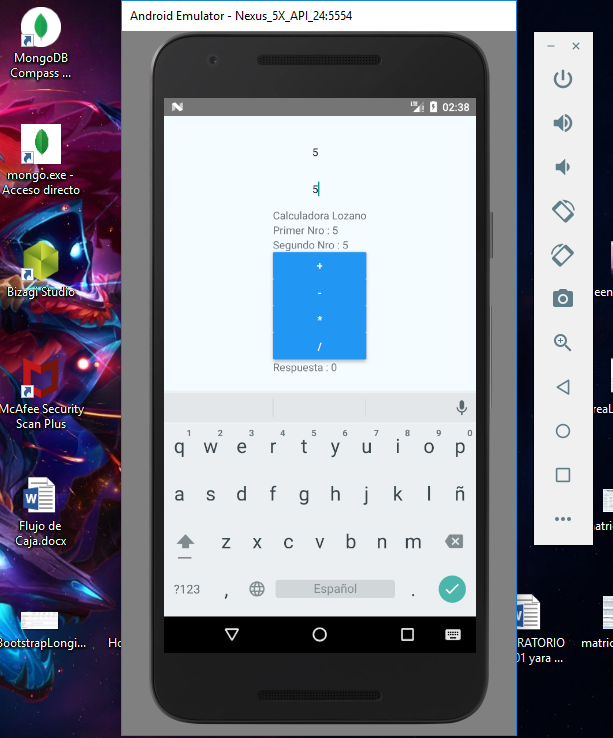 Android Emulator - Nexus_5X_API_24:5554
MongoDB
Compass ...
mongo.exe -
Acceso directo
Bizagi Studio
McAfee Security
Scan Plus
Flujo de
Caja.docx
BootstrapLongi...
Ho
02:38
5
5
Calculadora Lozano
Primer Nro : 5
Segundo Nro : 5
+
-
*
/
Respuesta : 0
1 2 3 4 5 6 7 8 9 0
q w e r t y u i o p
a s d f g h j k l ñ
z x c v b n m
?123 , Español .
een
reaL
matri
RATORIO
01 yara ...
matric